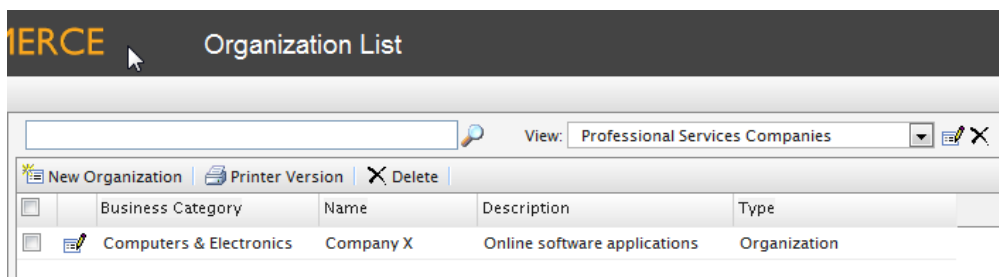 MERCE Organization List
View: Professional Services Companies
New Organization Printer Version Delete
Business Category Name Description Type
Computers & Electronics Company X Online software applications Organization